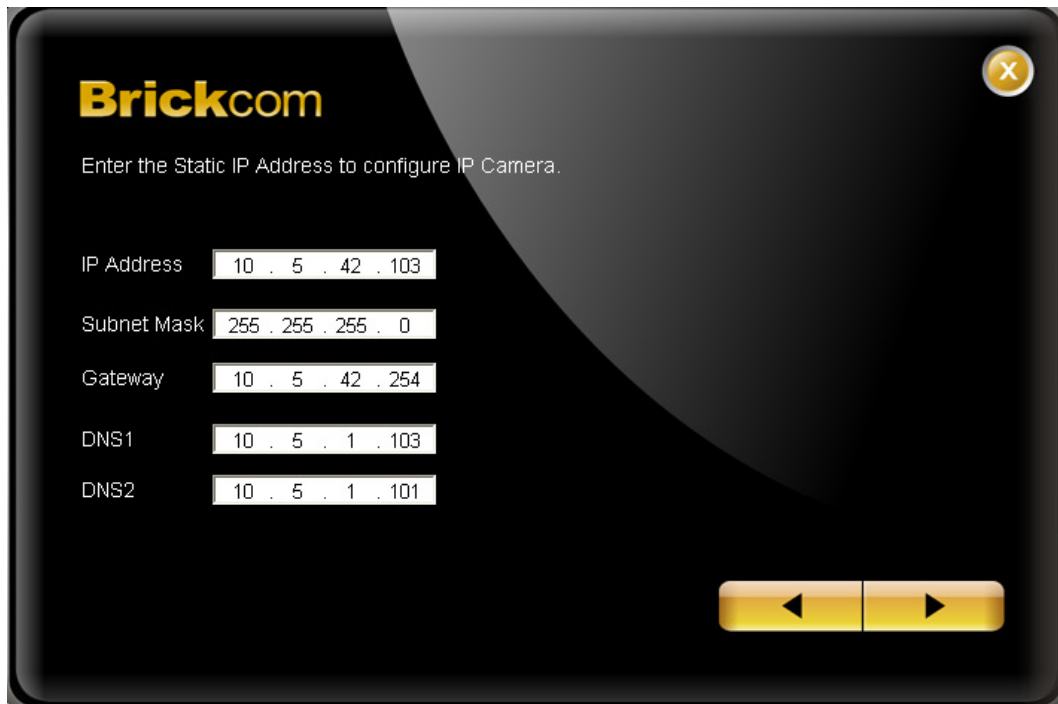 X
Brickcom
Enter the Static IP Address to configure IP Camera.
IP Address 10 . 5 . 42 . 103
Subnet Mask 255 . 255 . 255 . 0
Gateway 10 . 5 . 42 . 254
DNS1 10 . 5 . 1 . 103
DNS2 10 . 5 . 1 . 101